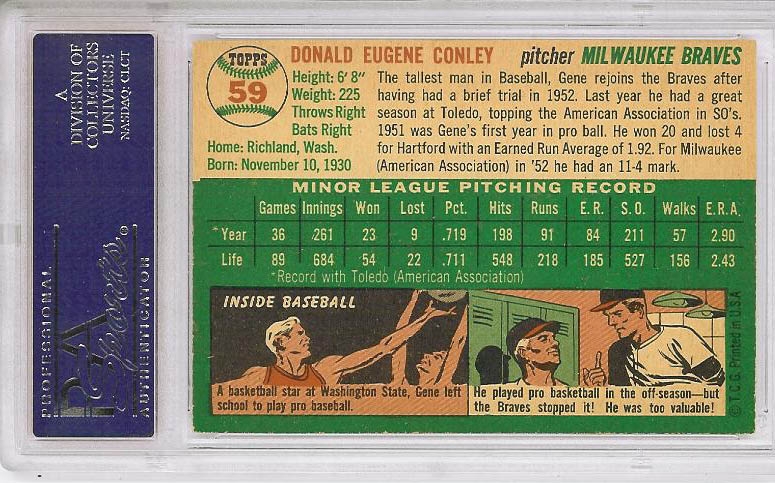 A
DIVISION OF
COLLECTORS
UNIVERSE
NASDAQ: CLCT
PSA
Sports®
PROFESSIONAL
AUTHENTICATOR
TOPPS
59
DONALD EUGENE CONLEY pitcher MILWAUKEE BRAVES
Height: 6' 8"
Weight: 225
Throws Right
Bats Right
Home: Richland, Wash.
Born: November 10, 1930
The tallest man in Baseball, Gene rejoins the Braves after
having had a brief trial in 1952. Last year he had a great
season at Toledo, topping the American Association in SO's.
1951 was Gene's first year in pro ball. He won 20 and lost 4
for Hartford with an Earned Run Average of 1.92. For Milwaukee
(American Association) in '52 he had an 11-4 mark.
MINOR LEAGUE PITCHING RECORD
Games Innings Won Lost Pct. Hits Runs E.R. S.O. Walks E.R.A.
*Year 36 261 23 9 .719 198 91 84 211 57 2.90
Life 89 684 54 22 .711 548 218 185 527 156 2.43
*Record with Toledo (American Association)
INSIDE BASEBALL
A basketball star at Washington State, Gene left
school to play pro baseball.
He played pro basketball in the off-season—but
the Braves stopped it! He was too valuable!
© T.C.G. Printed in U.S.A.